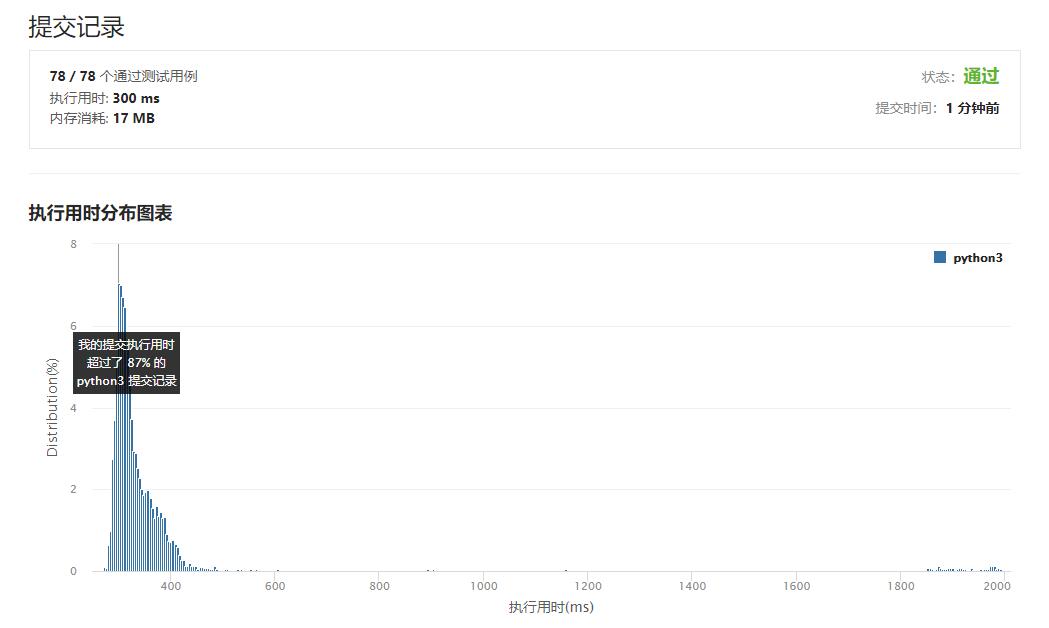 提交记录
78 / 78 个通过测试用例
状态：通过
执行用时: 300 ms
提交时间：1 分钟前
内存消耗: 17 MB
执行用时分布图表
8
python3
6
我的提交执行用时
超过了 87% 的
python3 提交记录
Distribution(%)
4
2
0
400 600 800 1000 1200 1400 1600 1800 2000
执行用时(ms)